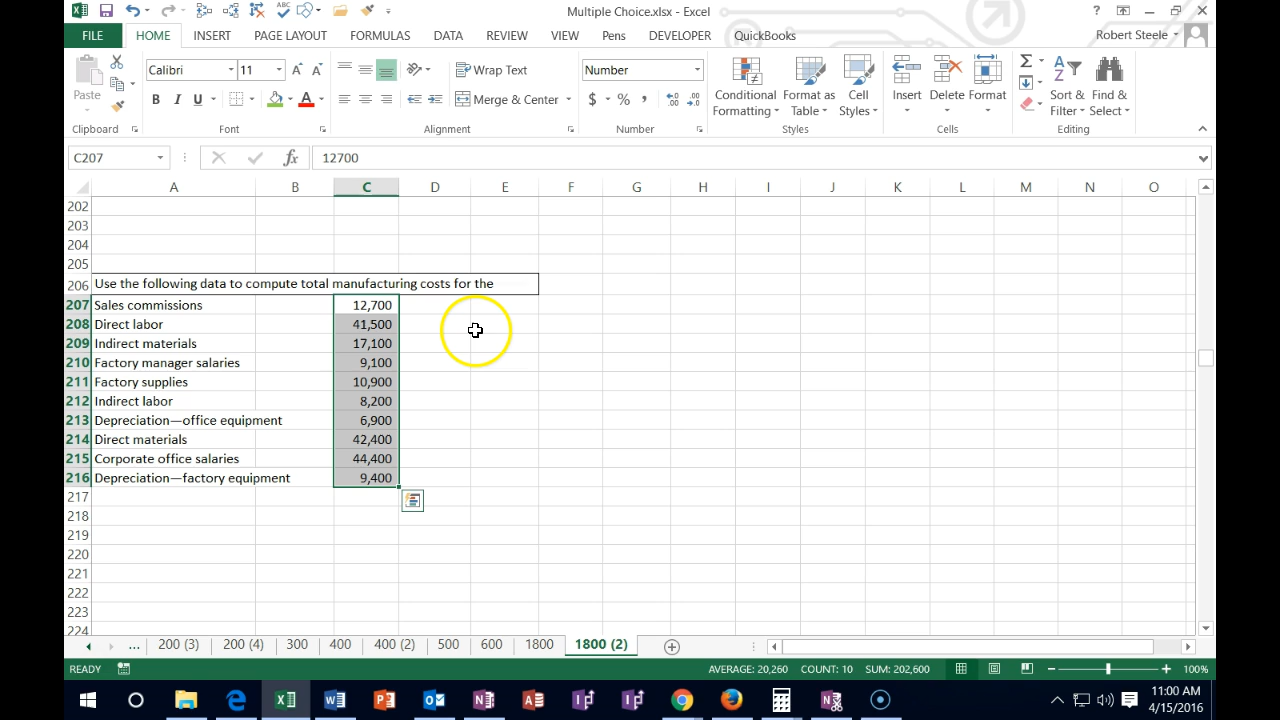 Multiple Choice.xlsx - Excel
FILE HOME INSERT PAGE LAYOUT FORMULAS DATA REVIEW VIEW Pens DEVELOPER QuickBooks Robert Steele
Paste
Calibri 11
Wrap Text
Merge & Center
Number
$ % ,
Conditional Formatting
Format as Table
Cell Styles
Insert Delete Format
Sort & Filter
Find & Select
Clipboard Font Alignment Number Styles Cells Editing
C207 fx 12700
A B C D E F G H I J K L M N O
202
203
204
205
206 Use the following data to compute total manufacturing costs for the
207 Sales commissions 12,700
208 Direct labor 41,500
209 Indirect materials 17,100
210 Factory manager salaries 9,100
211 Factory supplies 10,900
212 Indirect labor 8,200
213 Depreciation—office equipment 6,900
214 Direct materials 42,400
215 Corporate office salaries 44,400
216 Depreciation—factory equipment 9,400
217
218
219
220
221
222
223
224
... 200 (3) 200 (4) 300 400 400 (2) 500 600 1800 1800 (2)
READY AVERAGE: 20,260 COUNT: 10 SUM: 202,600 100%
11:00 AM
4/15/2016